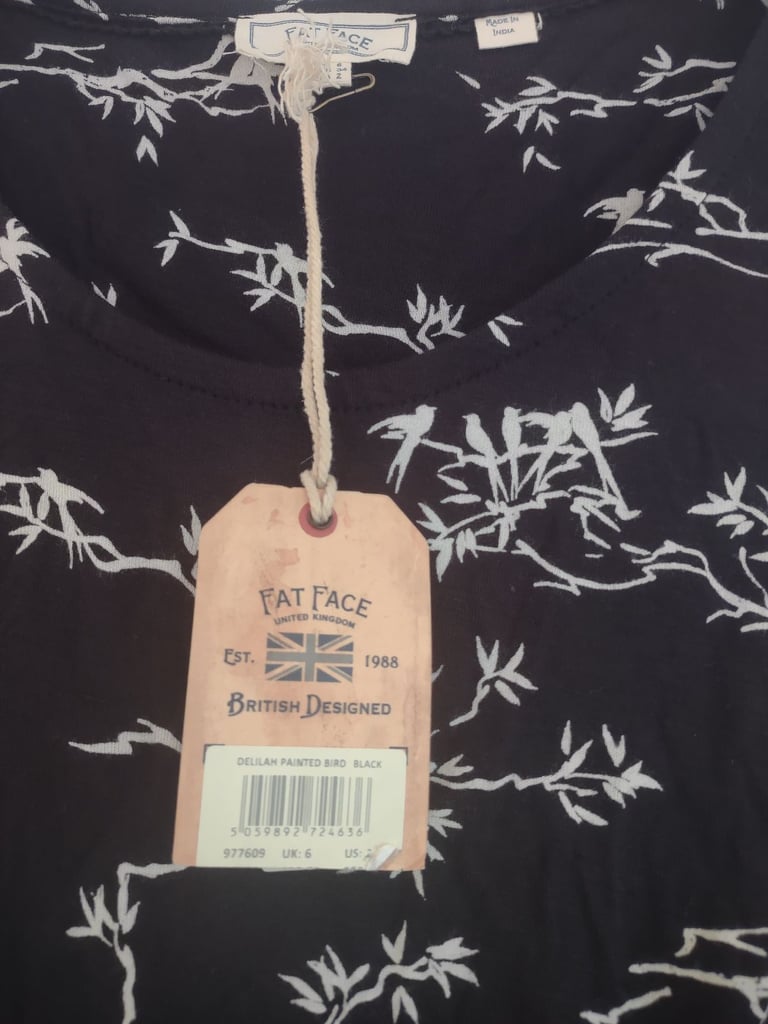 FAT FACE
MADE IN
INDIA
FAT FACE
UNITED KINGDOM
EST. 1988
BRITISH DESIGNED
DELILAH PAINTED BIRD BLACK
5 059892 724636
977609 UK: 6 US: